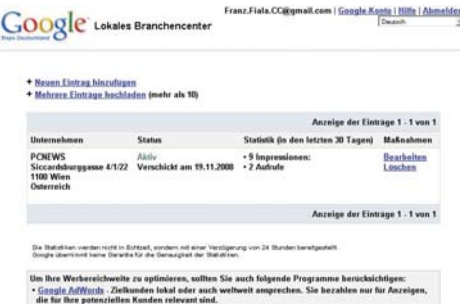 Franz.Fiala.CC@gmail.com | Google-Konto | Hilfe | Abmelden
Google Lokales Branchencenter
Maps Deutschland
Deutsch
+ Neuen Eintrag hinzufügen
+ Mehrere Einträge hochladen (mehr als 10)
Anzeige der Einträge 1 - 1 von 1
Unternehmen Status Statistik (in den letzten 30 Tagen) Maßnahmen
PCNEWS Aktiv • 9 Impressionen: Bearbeiten
Siccardsburggasse 4/1/22 Verschickt am 19.11.2008 • 2 Aufrufe Löschen
1100 Wien
Österreich
Anzeige der Einträge 1 - 1 von 1
Die Statistiken werden nicht in Echtzeit, sondern mit einer Verzögerung von 24 Stunden bereitgestellt.
Google übernimmt keine Garantie für die Genauigkeit der Statistiken.
Um Ihre Werbereichweite zu optimieren, sollten Sie auch folgende Programme berücksichtigen:
• Google AdWords - Zielkunden lokal oder auch weltweit ansprechen. Sie bezahlen nur für Anzeigen,
die für Ihre potenziellen Kunden relevant sind.